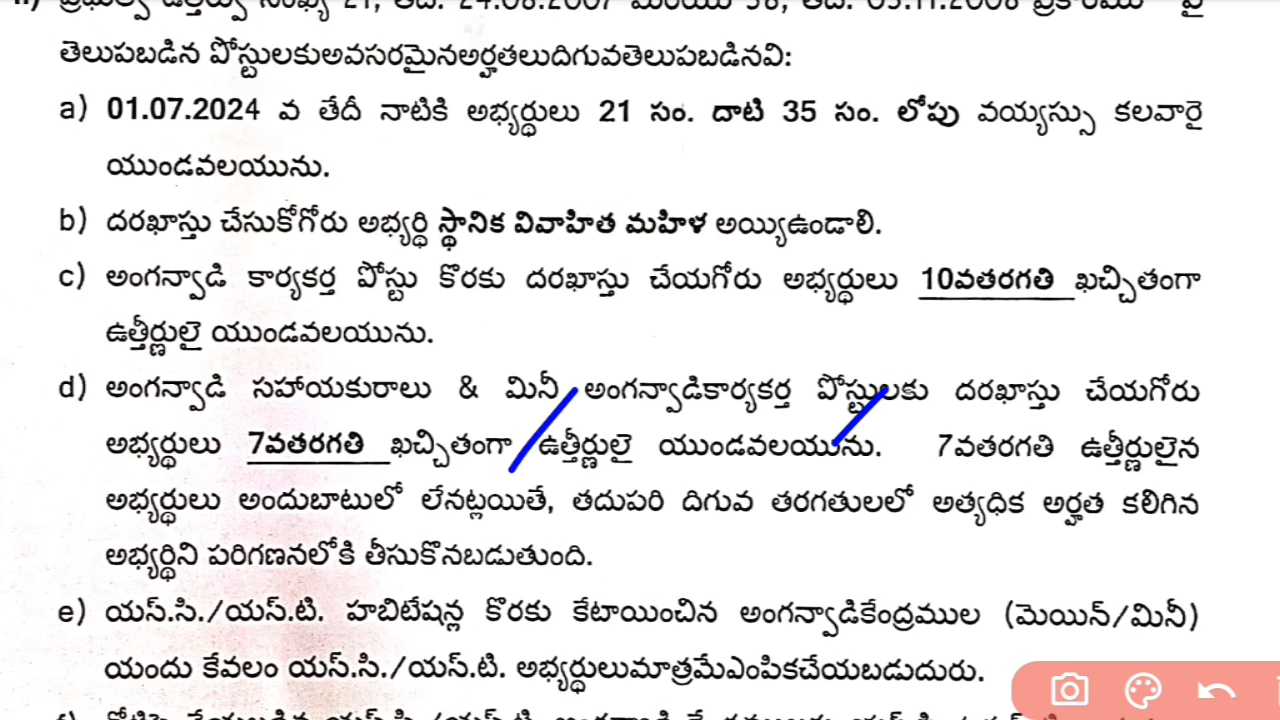 తెలుపబడిన పోస్టులకుఅవసరమైనఅర్హతలుదిగువతెలుపబడినవి:
a) 01.07.2024 వ తేదీ నాటికి అభ్యర్థులు 21 సం. దాటి 35 సం. లోపు వయ్యస్సు కలవారై
యుండవలయును.
b) దరఖాస్తు చేసుకోగోరు అభ్యర్థి స్థానిక వివాహిత మహిళ అయ్యిఉండాలి.
c) అంగన్వాడి కార్యకర్త పోస్టు కొరకు దరఖాస్తు చేయగోరు అభ్యర్థులు 10వతరగతి ఖచ్చితంగా
ఉత్తీర్ణులై యుండవలయును.
d) అంగన్వాడి సహాయకురాలు & మినీ అంగన్వాడికార్యకర్త పోస్టులకు దరఖాస్తు చేయగోరు
అభ్యర్థులు 7వతరగతి ఖచ్చితంగా ఉత్తీర్ణులై యుండవలయును. 7వతరగతి ఉత్తీర్ణులైన
అభ్యర్థులు అందుబాటులో లేనట్లయితే, తదుపరి దిగువ తరగతులలో అత్యధిక అర్హత కలిగిన
అభ్యర్థిని పరిగణనలోకి తీసుకొనబడుతుంది.
e) యస్.సి./యస్.టి. హబిటేషన్ల కొరకు కేటాయించిన అంగన్వాడికేంద్రముల (మెయిన్/మినీ)
యందు కేవలం యస్.సి./యస్.టి. అభ్యర్థులుమాత్రమేఎంపికచేయబడుదురు.